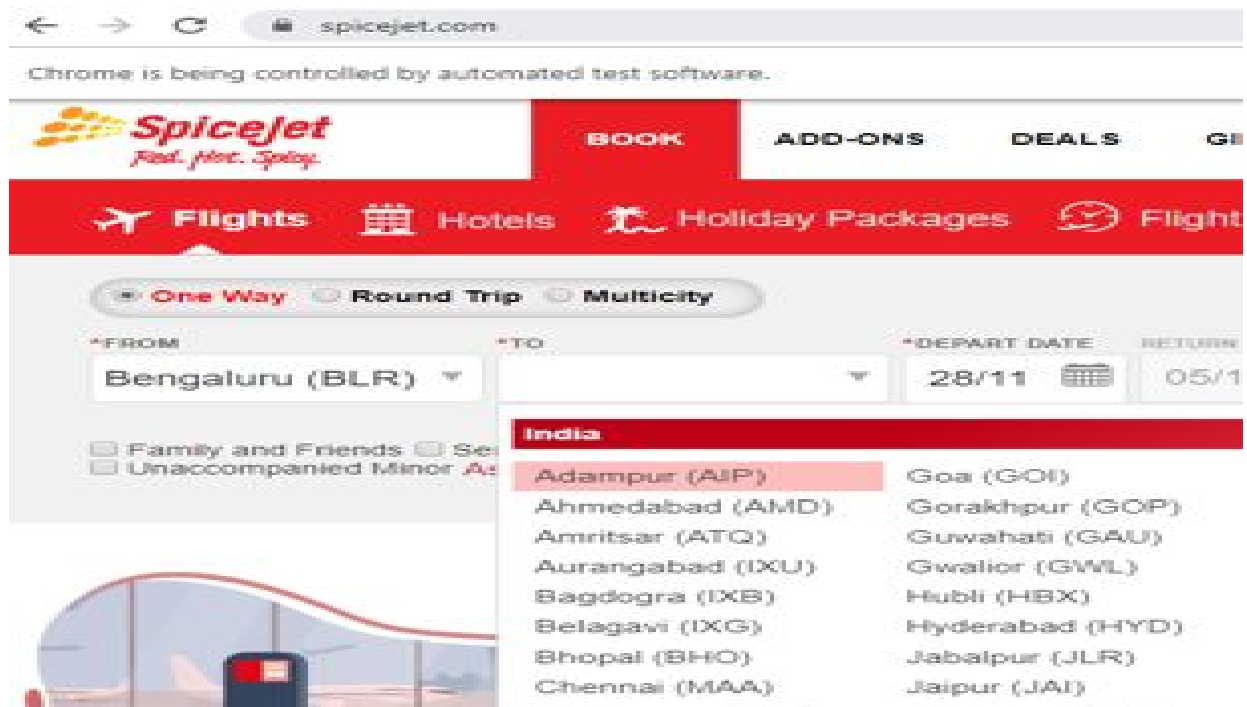 spicejet.com
Chrome is being controlled by automated test software.
SpiceJet
Red. Hot. Spicy.
BOOK ADD-ONS DEALS
Flights Hotels Holiday Packages Flight
One Way Round Trip Multicity
*FROM *TO *DEPART DATE RETURN
Bengaluru (BLR) 28/11 05/1
Family and Friends
Unaccompanied Minor
India
Adampur (AIP) Goa (GOI)
Ahmedabad (AMD) Gorakhpur (GOP)
Amritsar (ATQ) Guwahati (GAU)
Aurangabad (IXU) Gwalior (GWL)
Bagdogra (IXB) Hubli (HBX)
Belagavi (IXG) Hyderabad (HYD)
Bhopal (BHO) Jabalpur (JLR)
Chennai (MAA) Jaipur (JAI)